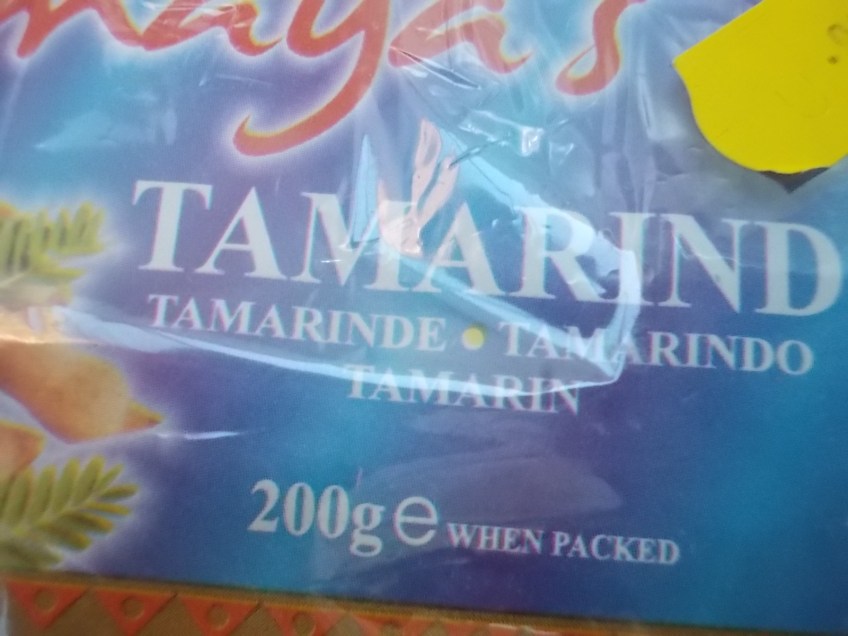 TAMARIND
TAMARINDE • TAMARINDO
TAMARIN
200g ℮ WHEN PACKED